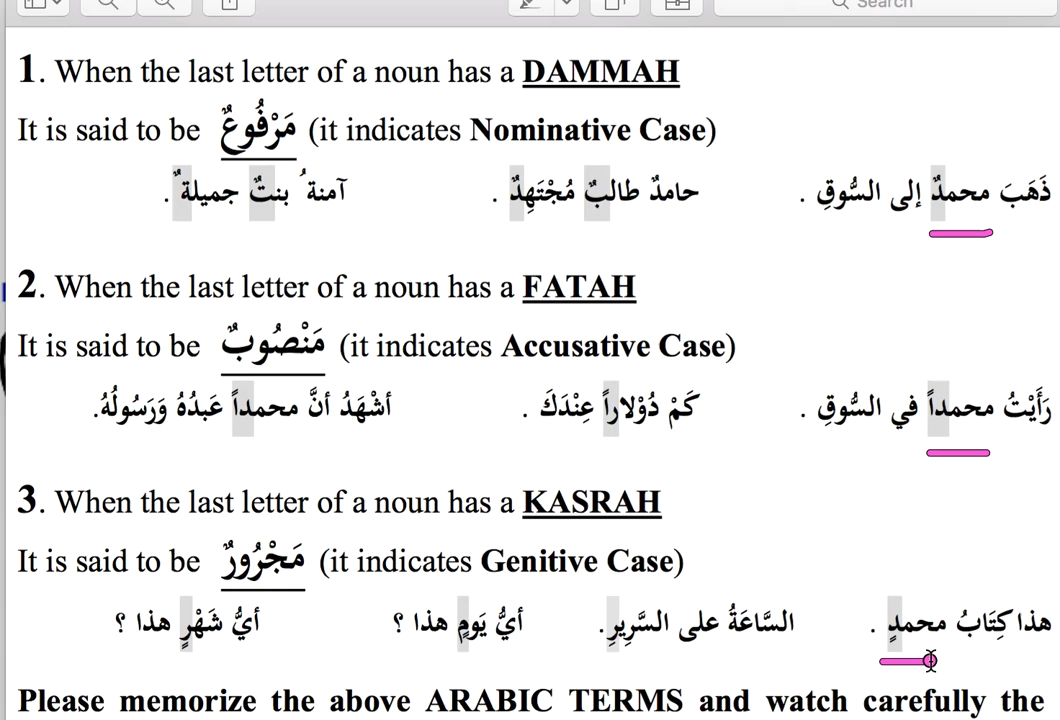 Search
1. When the last letter of a noun has a DAMMAH
It is said to be مَرْفُوعٌ (it indicates Nominative Case)
ذَهَبَ محمدٌ إلى السُّوقِ . حامدٌ طالبٌ مُجْتَهِدٌ . آمنةُ بنتٌ جميلةٌ .
2. When the last letter of a noun has a FATAH
It is said to be مَنْصُوبٌ (it indicates Accusative Case)
رَأَيْتُ محمداً في السُّوقِ . كَمْ دُوْلاراً عِنْدَكَ . أشْهَدُ أنَّ محمداً عَبدُهُ وَرَسُولُهُ.
3. When the last letter of a noun has a KASRAH
It is said to be مَجْرُورٌ (it indicates Genitive Case)
هذا كِتَابُ محمدٍ . السَّاعَةُ على السَّرِيرِ. أيُّ يَومٍ هذا ؟ أيُّ شَهْرٍ هذا ؟
Please memorize the above ARABIC TERMS and watch carefully the